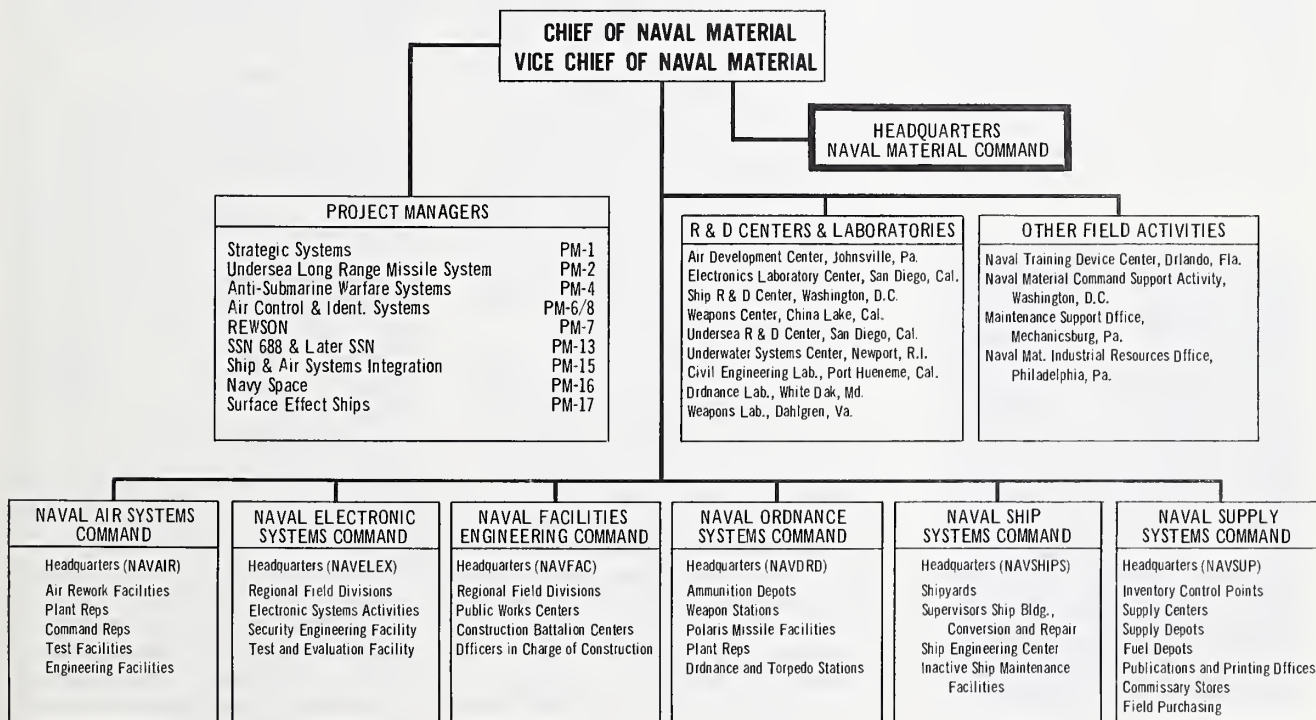 CHIEF OF NAVAL MATERIAL
VICE CHIEF OF NAVAL MATERIAL
HEADQUARTERS
NAVAL MATERIAL COMMAND
PROJECT MANAGERS
Strategic Systems PM-1
Undersea Long Range Missile System PM-2
Anti-Submarine Warfare Systems PM-4
Air Control & Ident. Systems PM-6/8
REWSON PM-7
SSN 688 & Later SSN PM-13
Ship & Air Systems Integration PM-15
Navy Space PM-16
Surface Effect Ships PM-17
R & D CENTERS & LABORATORIES
Air Development Center, Johnsville, Pa.
Electronics Laboratory Center, San Diego, Cal.
Ship R & D Center, Washington, D.C.
Weapons Center, China Lake, Cal.
Undersea R & D Center, San Diego, Cal.
Underwater Systems Center, Newport, R.I.
Civil Engineering Lab., Port Hueneme, Cal.
Drdnance Lab., White Dak, Md.
Weapons Lab., Dahlgren, Va.
OTHER FIELD ACTIVITIES
Naval Training Device Center, Drlando, Fla.
Naval Material Command Support Activity,
Washington, D.C.
Maintenance Support Dffice,
Mechanicsburg, Pa.
Naval Mat. Industrial Resources Dffice,
Philadelphia, Pa.
NAVAL AIR SYSTEMS
COMMAND
Headquarters (NAVAIR)
Air Rework Facilities
Plant Reps
Command Reps
Test Facilities
Engineering Facilities
NAVAL ELECTRONIC
SYSTEMS COMMAND
Headquarters (NAVELEX)
Regional Field Divisions
Electronic Systems Activities
Security Engineering Facility
Test and Evaluation Facility
NAVAL FACILITIES
ENGINEERING COMMAND
Headquarters (NAVFAC)
Regional Field Divisions
Public Works Centers
Construction Battalion Centers
Dfficers in Charge of Construction
NAVAL ORDNANCE
SYSTEMS COMMAND
Headquarters (NAVDRD)
Ammunition Depots
Weapon Stations
Polaris Missile Facilities
Plant Reps
Drdnance and Torpedo Stations
NAVAL SHIP
SYSTEMS COMMAND
Headquarters (NAVSHIPS)
Shipyards
Supervisors Ship Bldg.,
Conversion and Repair
Ship Engineering Center
Inactive Ship Maintenance
Facilities
NAVAL SUPPLY
SYSTEMS COMMAND
Headquarters (NAVSUP)
Inventory Control Points
Supply Centers
Supply Depots
Fuel Depots
Publications and Printing Dffices
Commissary Stores
Field Purchasing